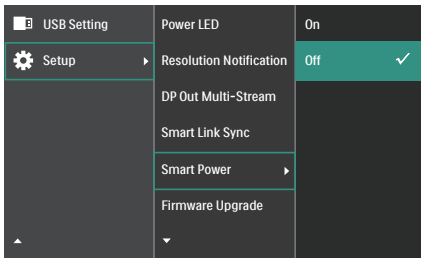 USB Setting
Setup
Power LED
Resolution Notification
DP Out Multi-Stream
Smart Link Sync
Smart Power
Firmware Upgrade
On
Off